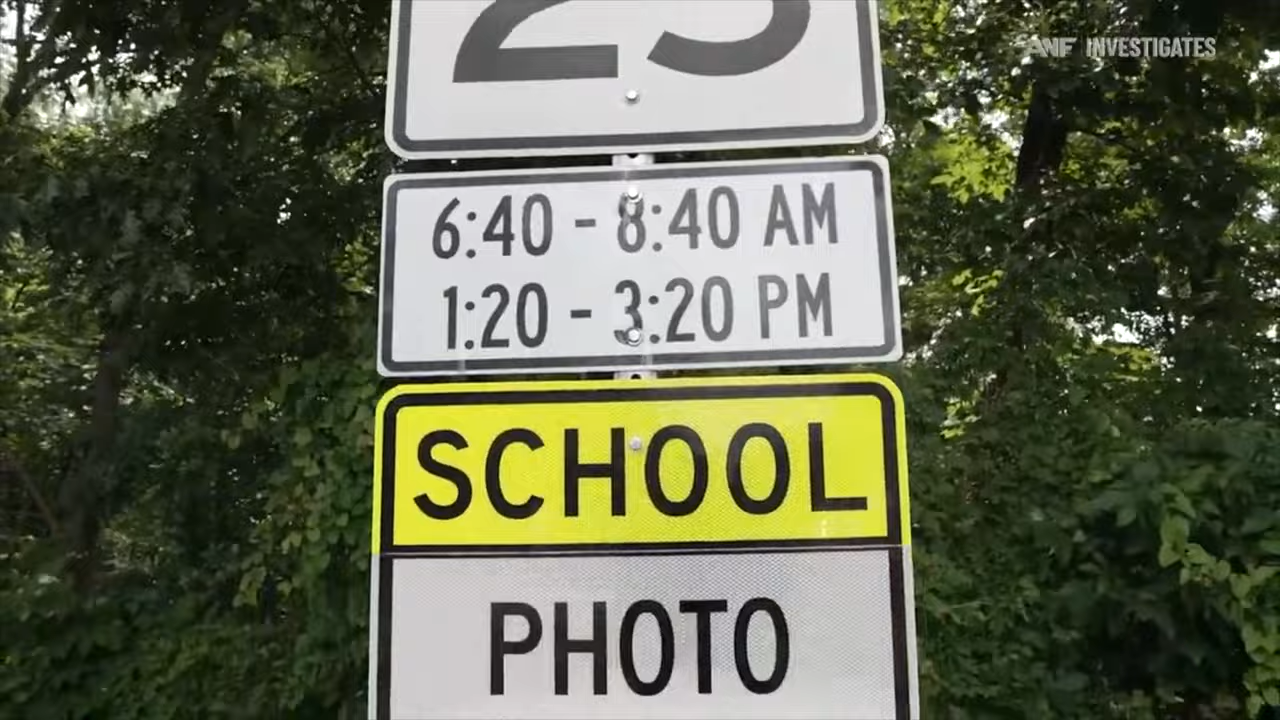 25
ANF INVESTIGATES
6:40 - 8:40 AM
1:20 - 3:20 PM
SCHOOL
PHOTO